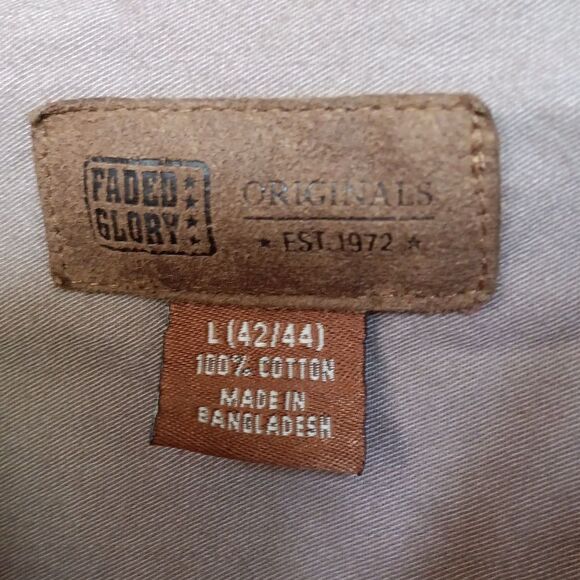 FADED
GLORY
ORIGINALS
★ EST. 1972 ★
L (42/44)
100% COTTON
MADE IN
BANGLADESH